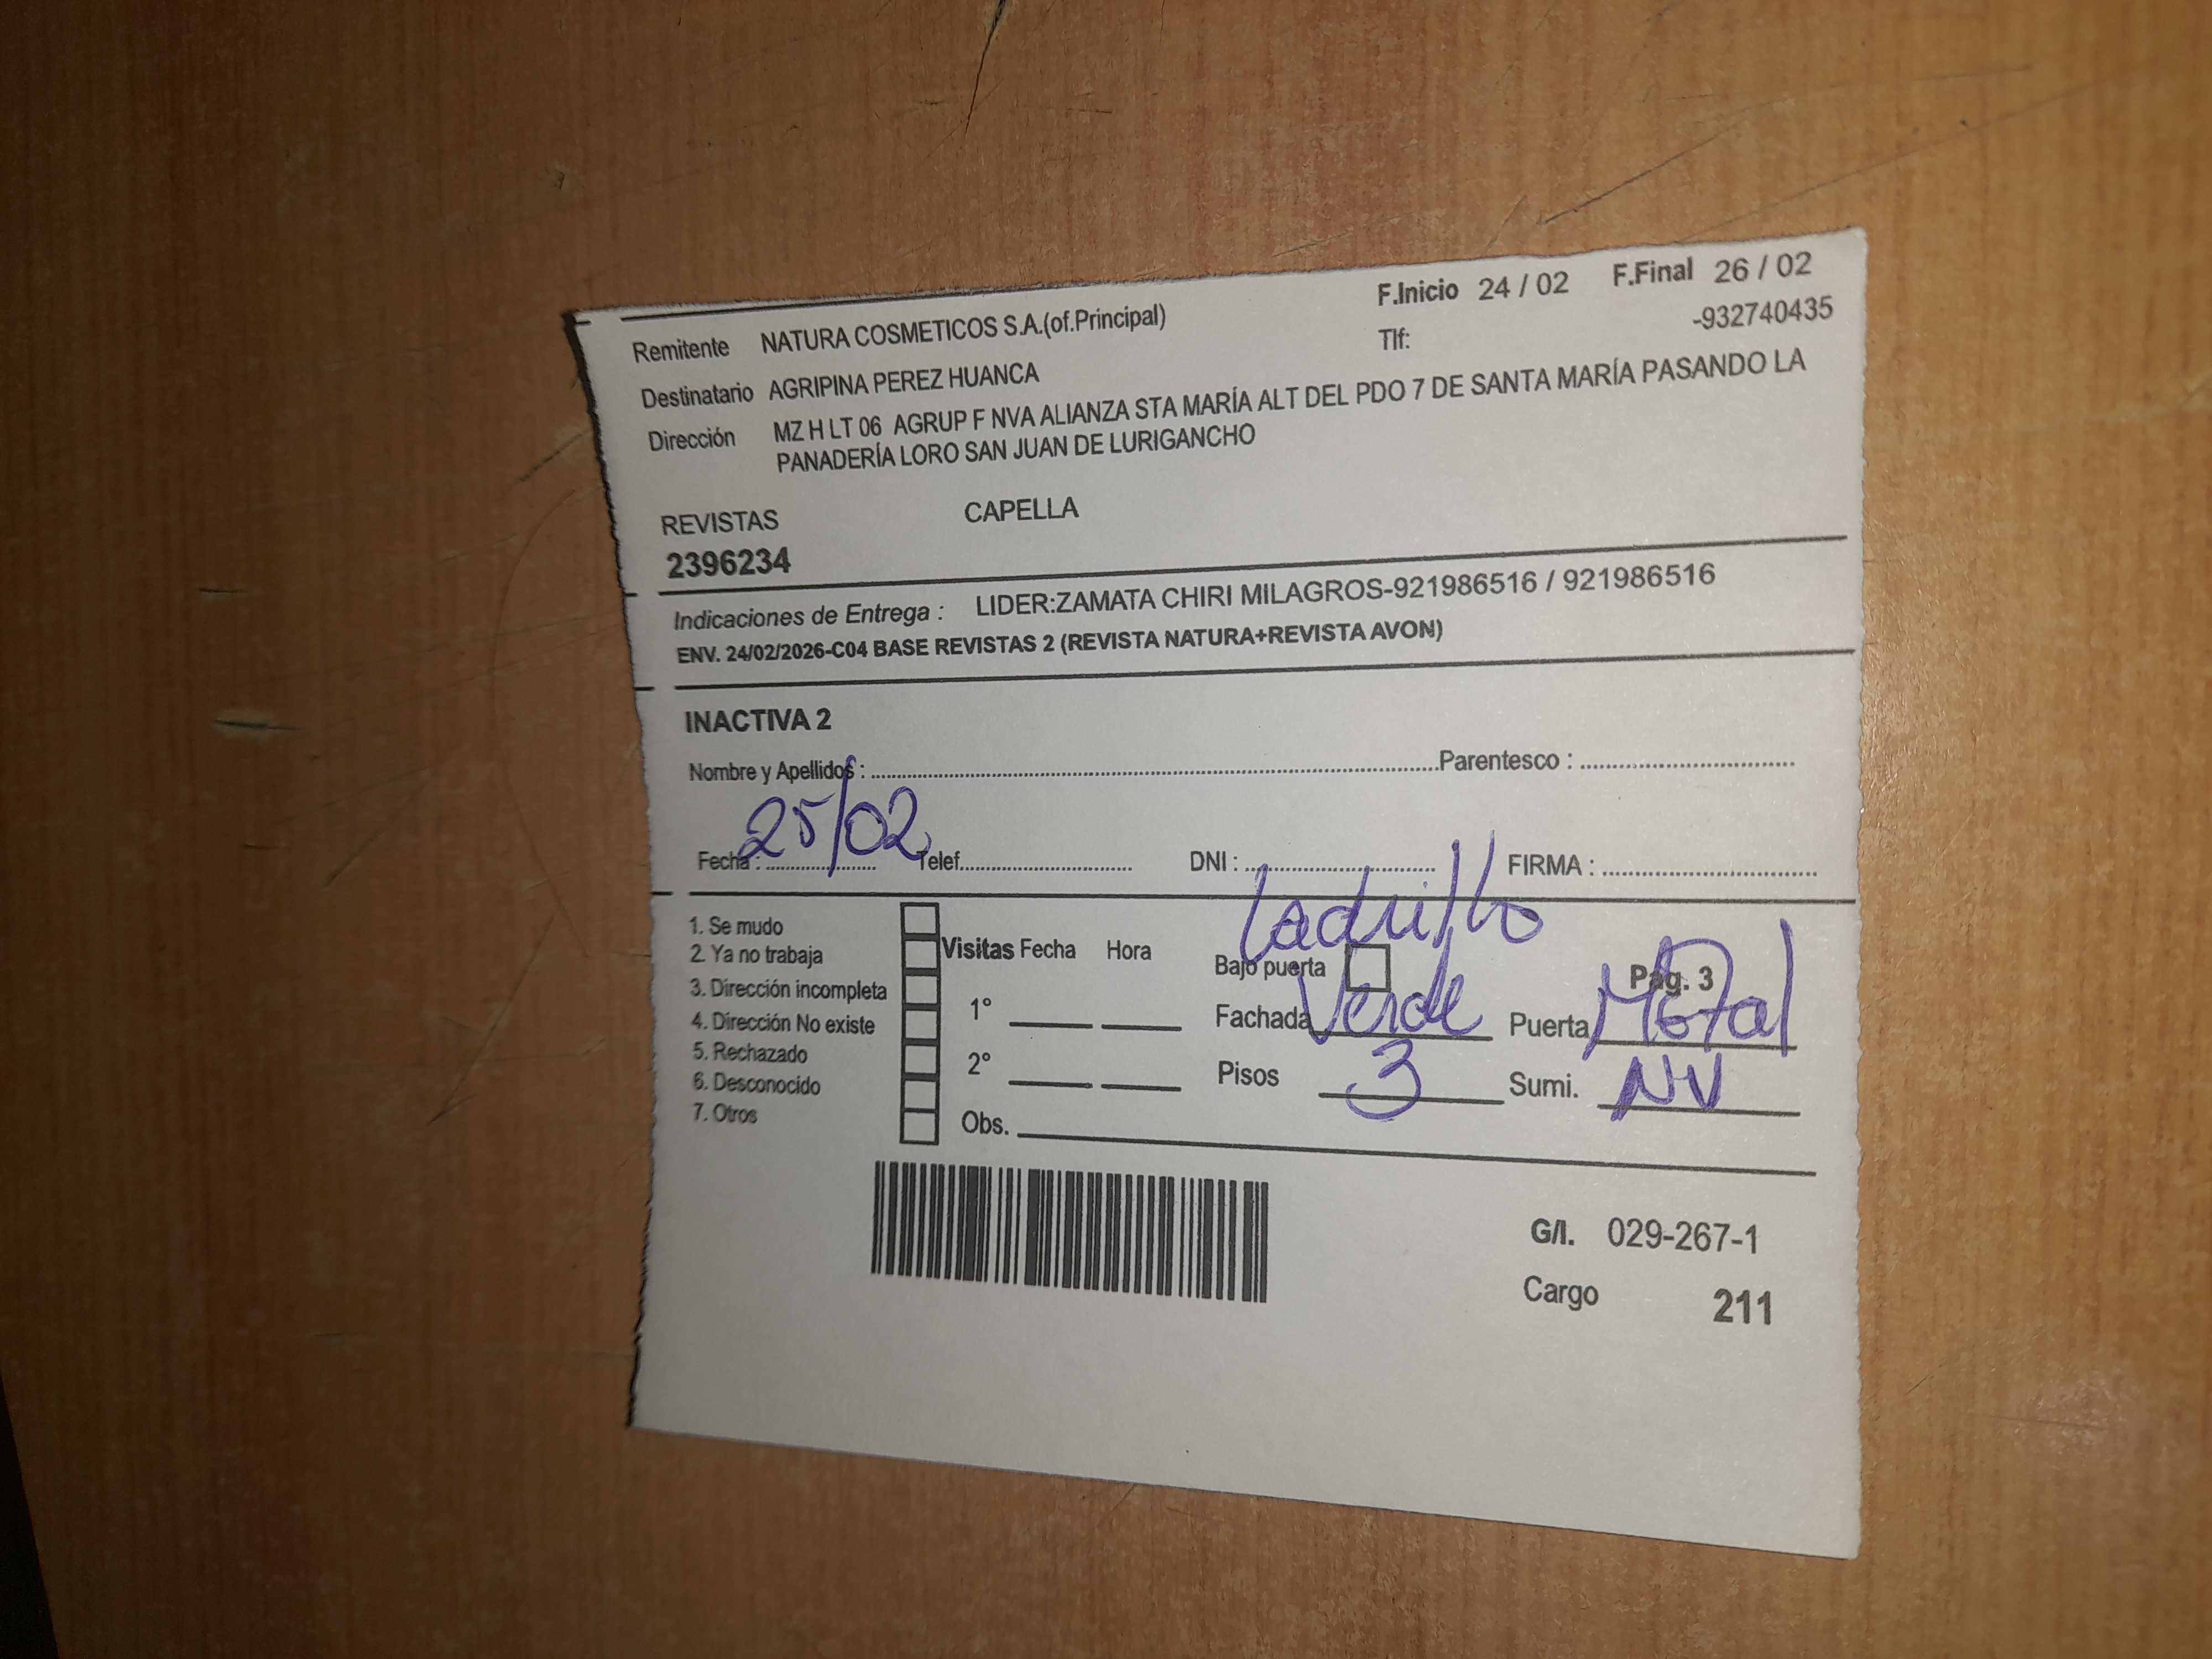 F.Inicio 24 / 02 F.Final 26 / 02
Remitente NATURA COSMETICOS S.A.(of.Principal) Tlf: -932740435
Destinatario AGRIPINA PEREZ HUANCA
Dirección MZ H LT 06 AGRUP F NVA ALIANZA STA MARÍA ALT DEL PDO 7 DE SANTA MARÍA PASANDO LA
PANADERÍA LORO SAN JUAN DE LURIGANCHO
REVISTAS CAPELLA
2396234
Indicaciones de Entrega : LIDER:ZAMATA CHIRI MILAGROS-921986516 / 921986516
ENV. 24/02/2026-C04 BASE REVISTAS 2 (REVISTA NATURA+REVISTA AVON)
INACTIVA 2
Nombre y Apellidos : Parentesco :
Fecha : 25/02 Telef. DNI : FIRMA :
1. Se mudo
2. Ya no trabaja
3. Dirección incompleta
4. Dirección No existe
5. Rechazado
6. Desconocido
7. Otros
Visitas Fecha Hora
1°
2°
Obs.
ladrillo
Bajo puerta Pag. 3
Fachada Verde Puerta Metal
Pisos 3 Sumi. NV
G/I. 029-267-1
Cargo 211